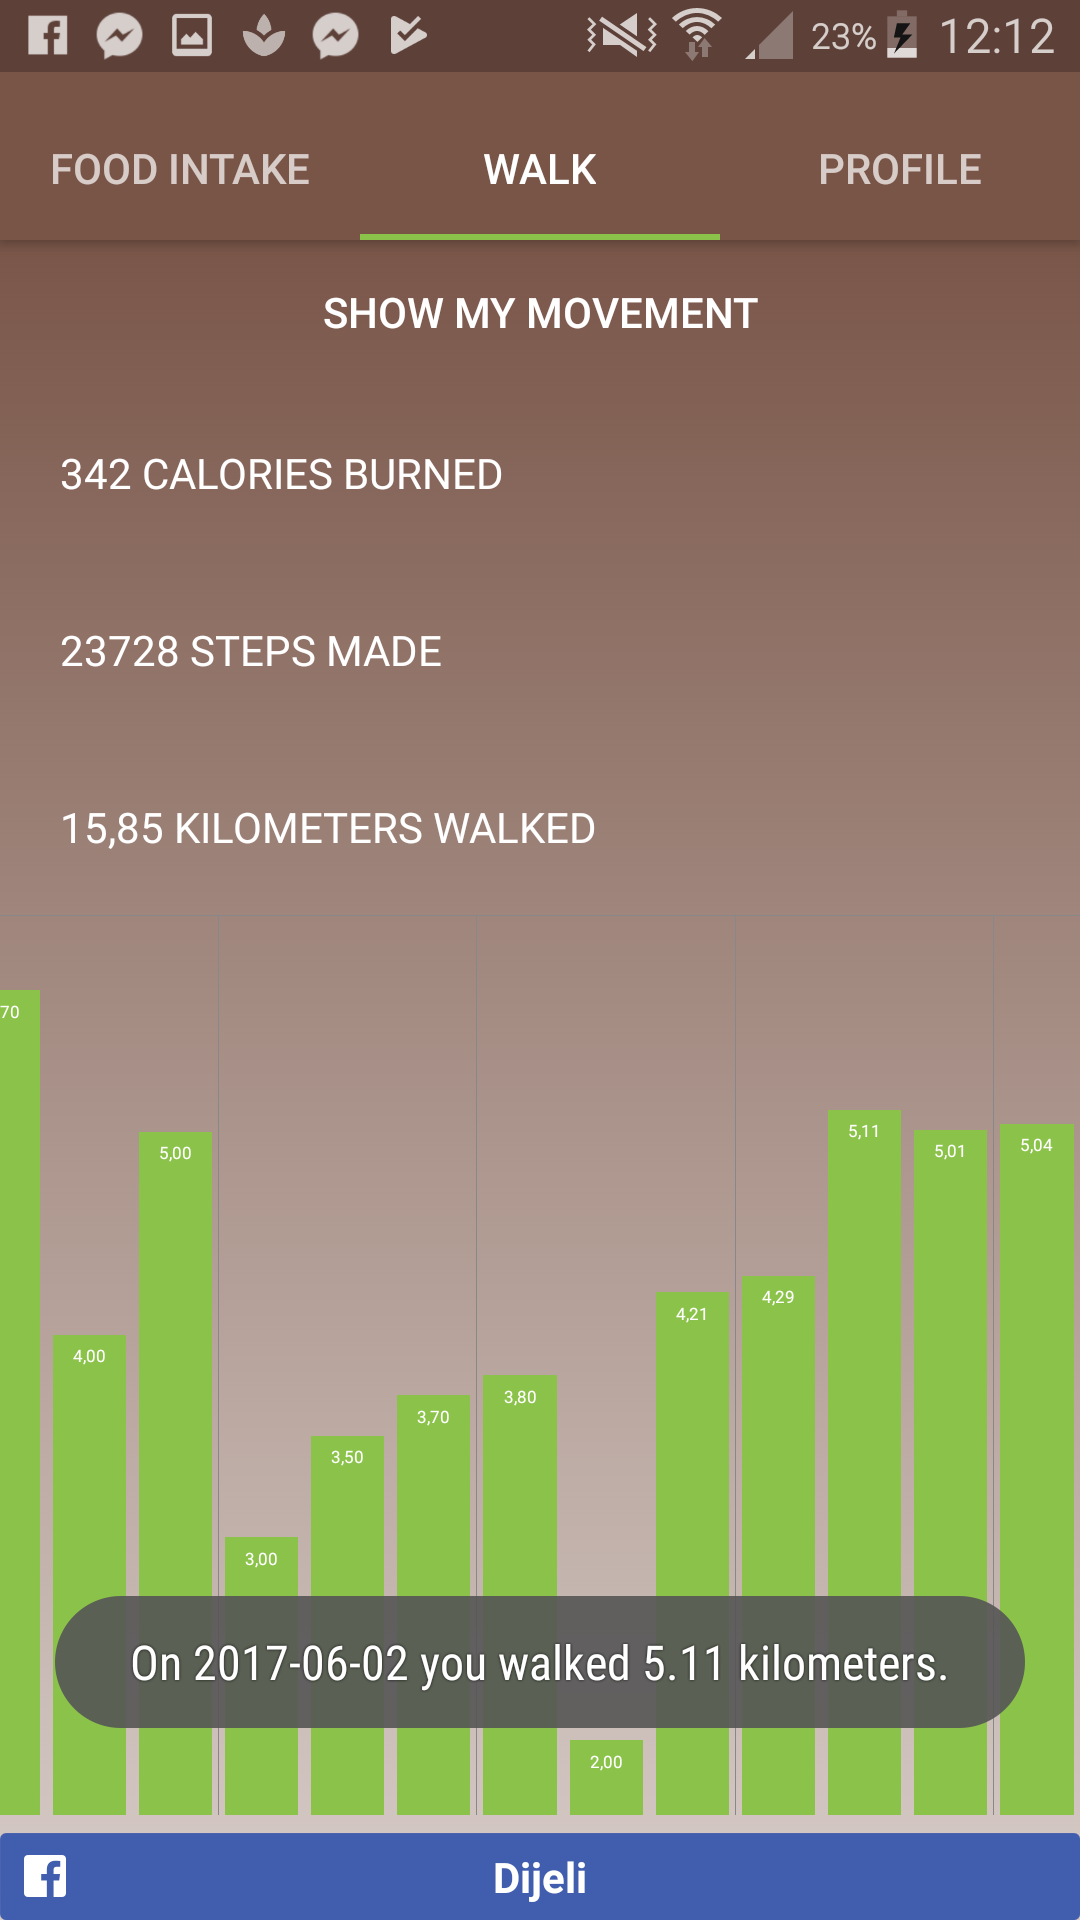 23% 12:12
FOOD INTAKE WALK PROFILE
SHOW MY MOVEMENT
342 CALORIES BURNED
23728 STEPS MADE
15,85 KILOMETERS WALKED
70
4,00
5,00
3,00
3,50
3,70
3,80
2,00
4,21
4,29
5,11
5,01
5,04
On 2017-06-02 you walked 5.11 kilometers.
Dijeli